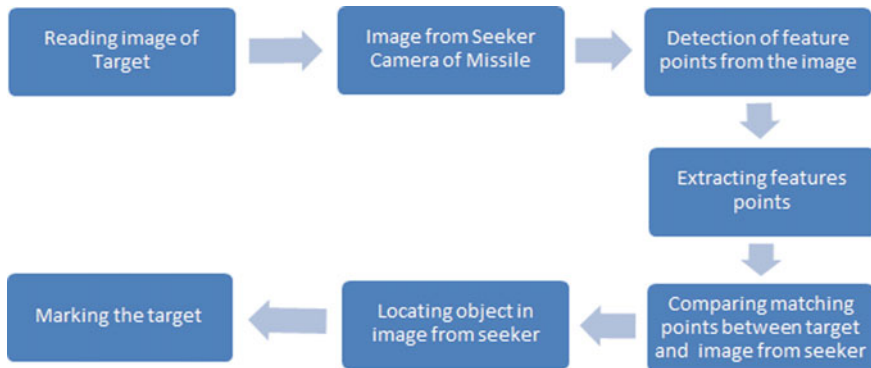 Reading image of
Target
Image from Seeker
Camera of Missile
Detection of feature
points from the image
Extracting features
points
Comparing matching
points between target
and image from seeker
Locating object in
image from seeker
Marking the target